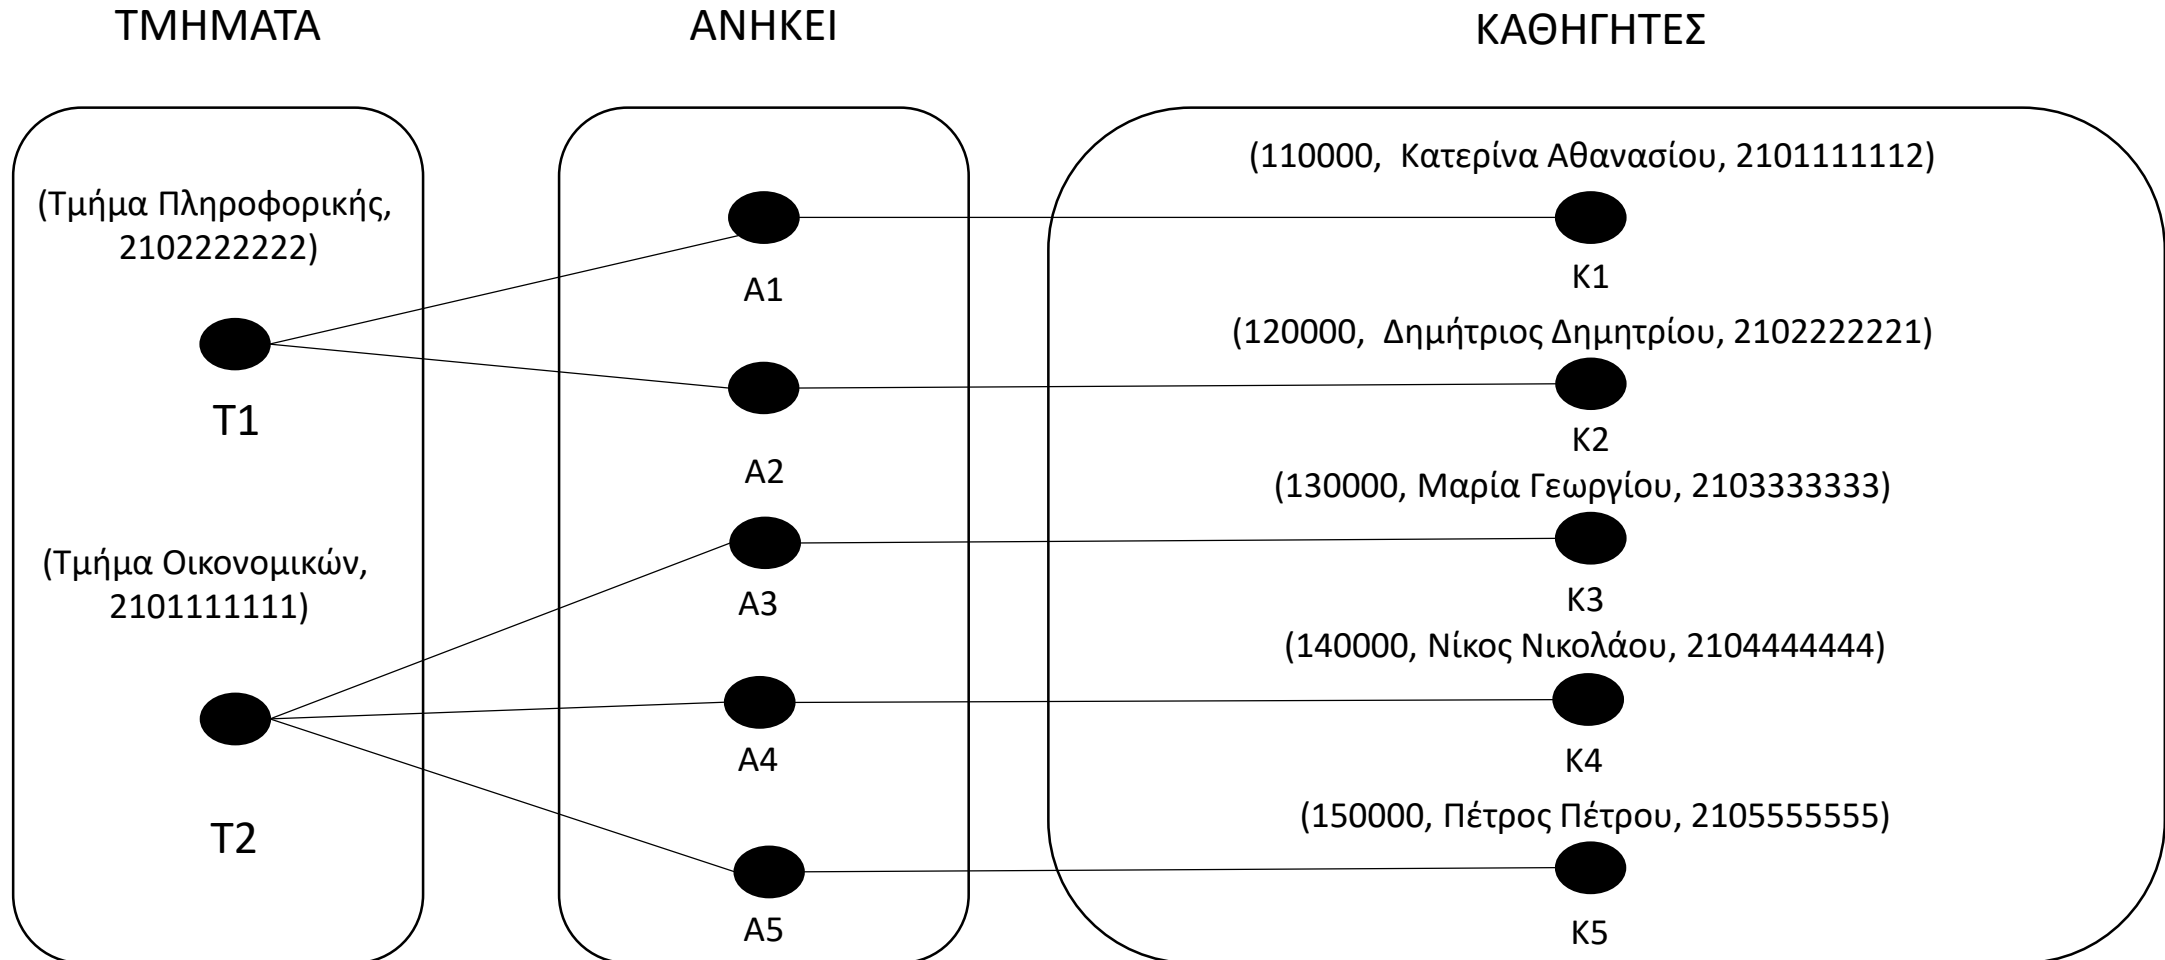 ΤΜΗΜΑΤΑ
ΑΝΗΚΕΙ
ΚΑΘΗΓΗΤΕΣ
(Τμήμα Πληροφορικής,
2102222222)
Τ1
(Τμήμα Οικονομικών,
2101111111)
Τ2
Α1
Α2
Α3
Α4
Α5
(110000, Κατερίνα Αθανασίου, 2101111112)
Κ1
(120000, Δημήτριος Δημητρίου, 2102222221)
Κ2
(130000, Μαρία Γεωργίου, 2103333333)
Κ3
(140000, Νίκος Νικολάου, 2104444444)
Κ4
(150000, Πέτρος Πέτρου, 2105555555)
Κ5